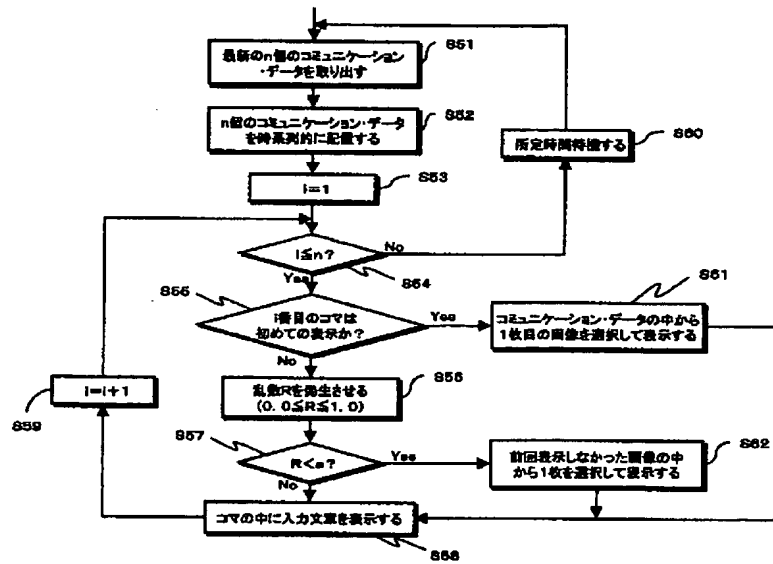 S51
最新のn個のコミュニケーション
・データを取り出す
S52
n個のコミュニケーション・データ
を時系列的に配置する
S60
所定時間待機する
S53
i=1
i≦n?
No
Yes
S54
S55
i番目のコマは
初めての表示か?
Yes
No
S61
コミュニケーション・データの中から
1枚目の画像を選択して表示する
S56
乱数Rを発生させる
(0.0≦R≦1.0)
i=i+1
S59
S57
R<a?
Yes
No
S62
前回表示しなかった画像の中
から1枚を選択して表示する
コマの中に入力文章を表示する
S58